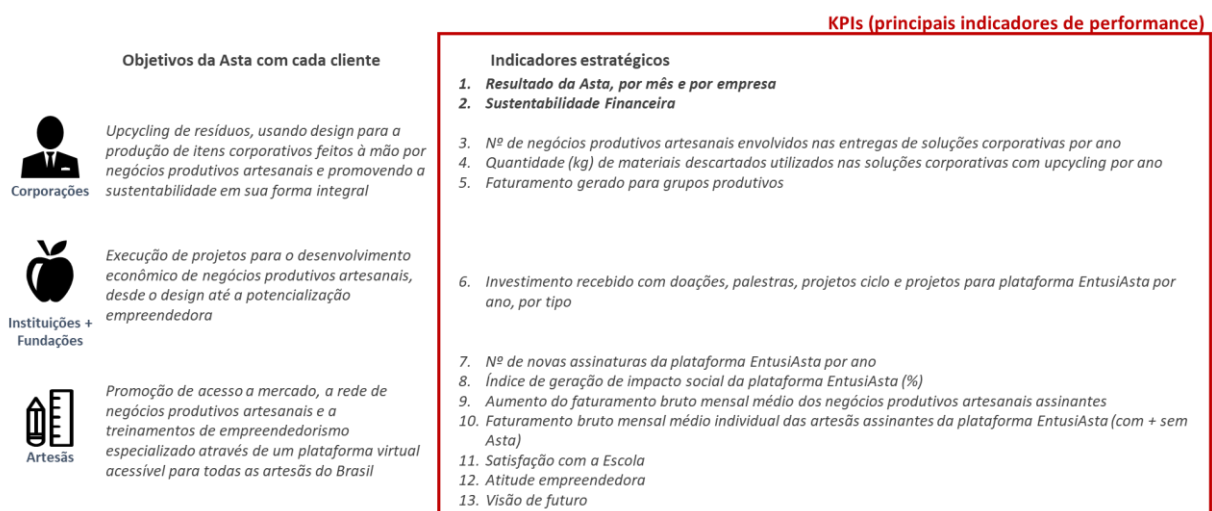 KPIs (principais indicadores de performance)
Objetivos da Asta com cada cliente
Indicadores estratégicos
1. Resultado da Asta, por mês e por empresa
2. Sustentabilidade Financeira
Corporações
Upcycling de resíduos, usando design para a
produção de itens corporativos feitos à mão por
negócios produtivos artesanais e promovendo a
sustentabilidade em sua forma integral
3. Nº de negócios produtivos artesanais envolvidos nas entregas de soluções corporativas por ano
4. Quantidade (kg) de materiais descartados utilizados nas soluções corporativas com upcycling por ano
5. Faturamento gerado para grupos produtivos
Instituições +
Fundações
Execução de projetos para o desenvolvimento
econômico de negócios produtivos artesanais,
desde o design até a potencialização
empreendedora
6. Investimento recebido com doações, palestras, projetos ciclo e projetos para plataforma EntusiAsta por
ano, por tipo
Artesãs
Promoção de acesso a mercado, a rede de
negócios produtivos artesanais e a
treinamentos de empreendedorismo
especializado através de um plataforma virtual
acessível para todas as artesãs do Brasil
7. Nº de novas assinaturas da plataforma EntusiAsta por ano
8. Índice de geração de impacto social da plataforma EntusiAsta (%)
9. Aumento do faturamento bruto mensal médio dos negócios produtivos artesanais assinantes
10. Faturamento bruto mensal médio individual das artesãs assinantes da plataforma EntusiAsta (com + sem
Asta)
11. Satisfação com a Escola
12. Atitude empreendedora
13. Visão de futuro